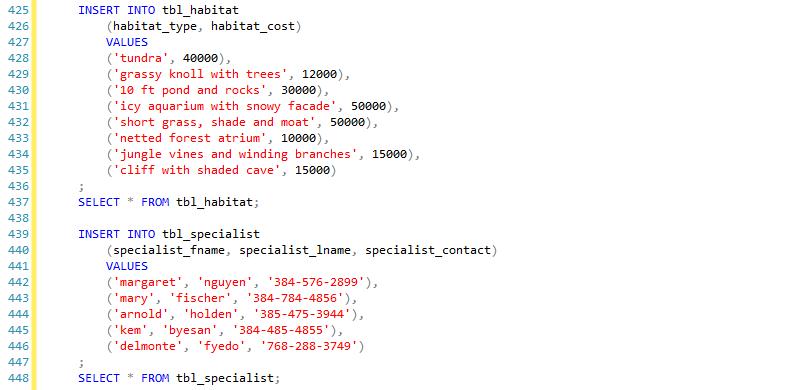 425 INSERT INTO tbl_habitat
426 (habitat_type, habitat_cost)
427 VALUES
428 ('tundra', 40000),
429 ('grassy knoll with trees', 12000),
430 ('10 ft pond and rocks', 30000),
431 ('icy aquarium with snowy facade', 50000),
432 ('short grass, shade and moat', 50000),
433 ('netted forest atrium', 10000),
434 ('jungle vines and winding branches', 15000),
435 ('cliff with shaded cave', 15000)
436 ;
437 SELECT * FROM tbl_habitat;
438
439 INSERT INTO tbl_specialist
440 (specialist_fname, specialist_lname, specialist_contact)
441 VALUES
442 ('margaret', 'nguyen', '384-576-2899'),
443 ('mary', 'fischer', '384-784-4856'),
444 ('arnold', 'holden', '385-475-3944'),
445 ('kem', 'byesan', '384-485-4855'),
446 ('delmonte', 'fyedo', '768-288-3749')
447 ;
448 SELECT * FROM tbl_specialist;